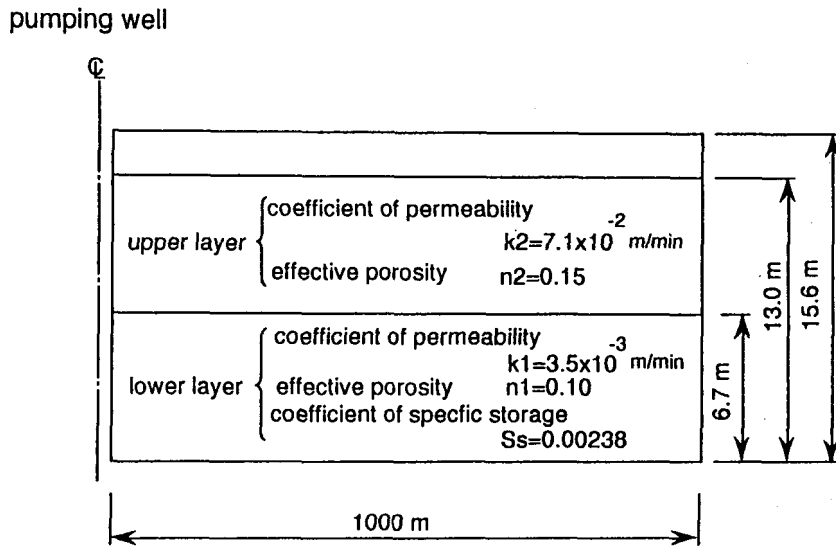 pumping well
℄
upper layer
coefficient of permeability
k2=7.1x10-2 m/min
effective porosity n2=0.15
lower layer
coefficient of permeability
k1=3.5x10-3 m/min
effective porosity n1=0.10
coefficient of specfic storage
Ss=0.00238
6.7 m
13.0 m
15.6 m
1000 m